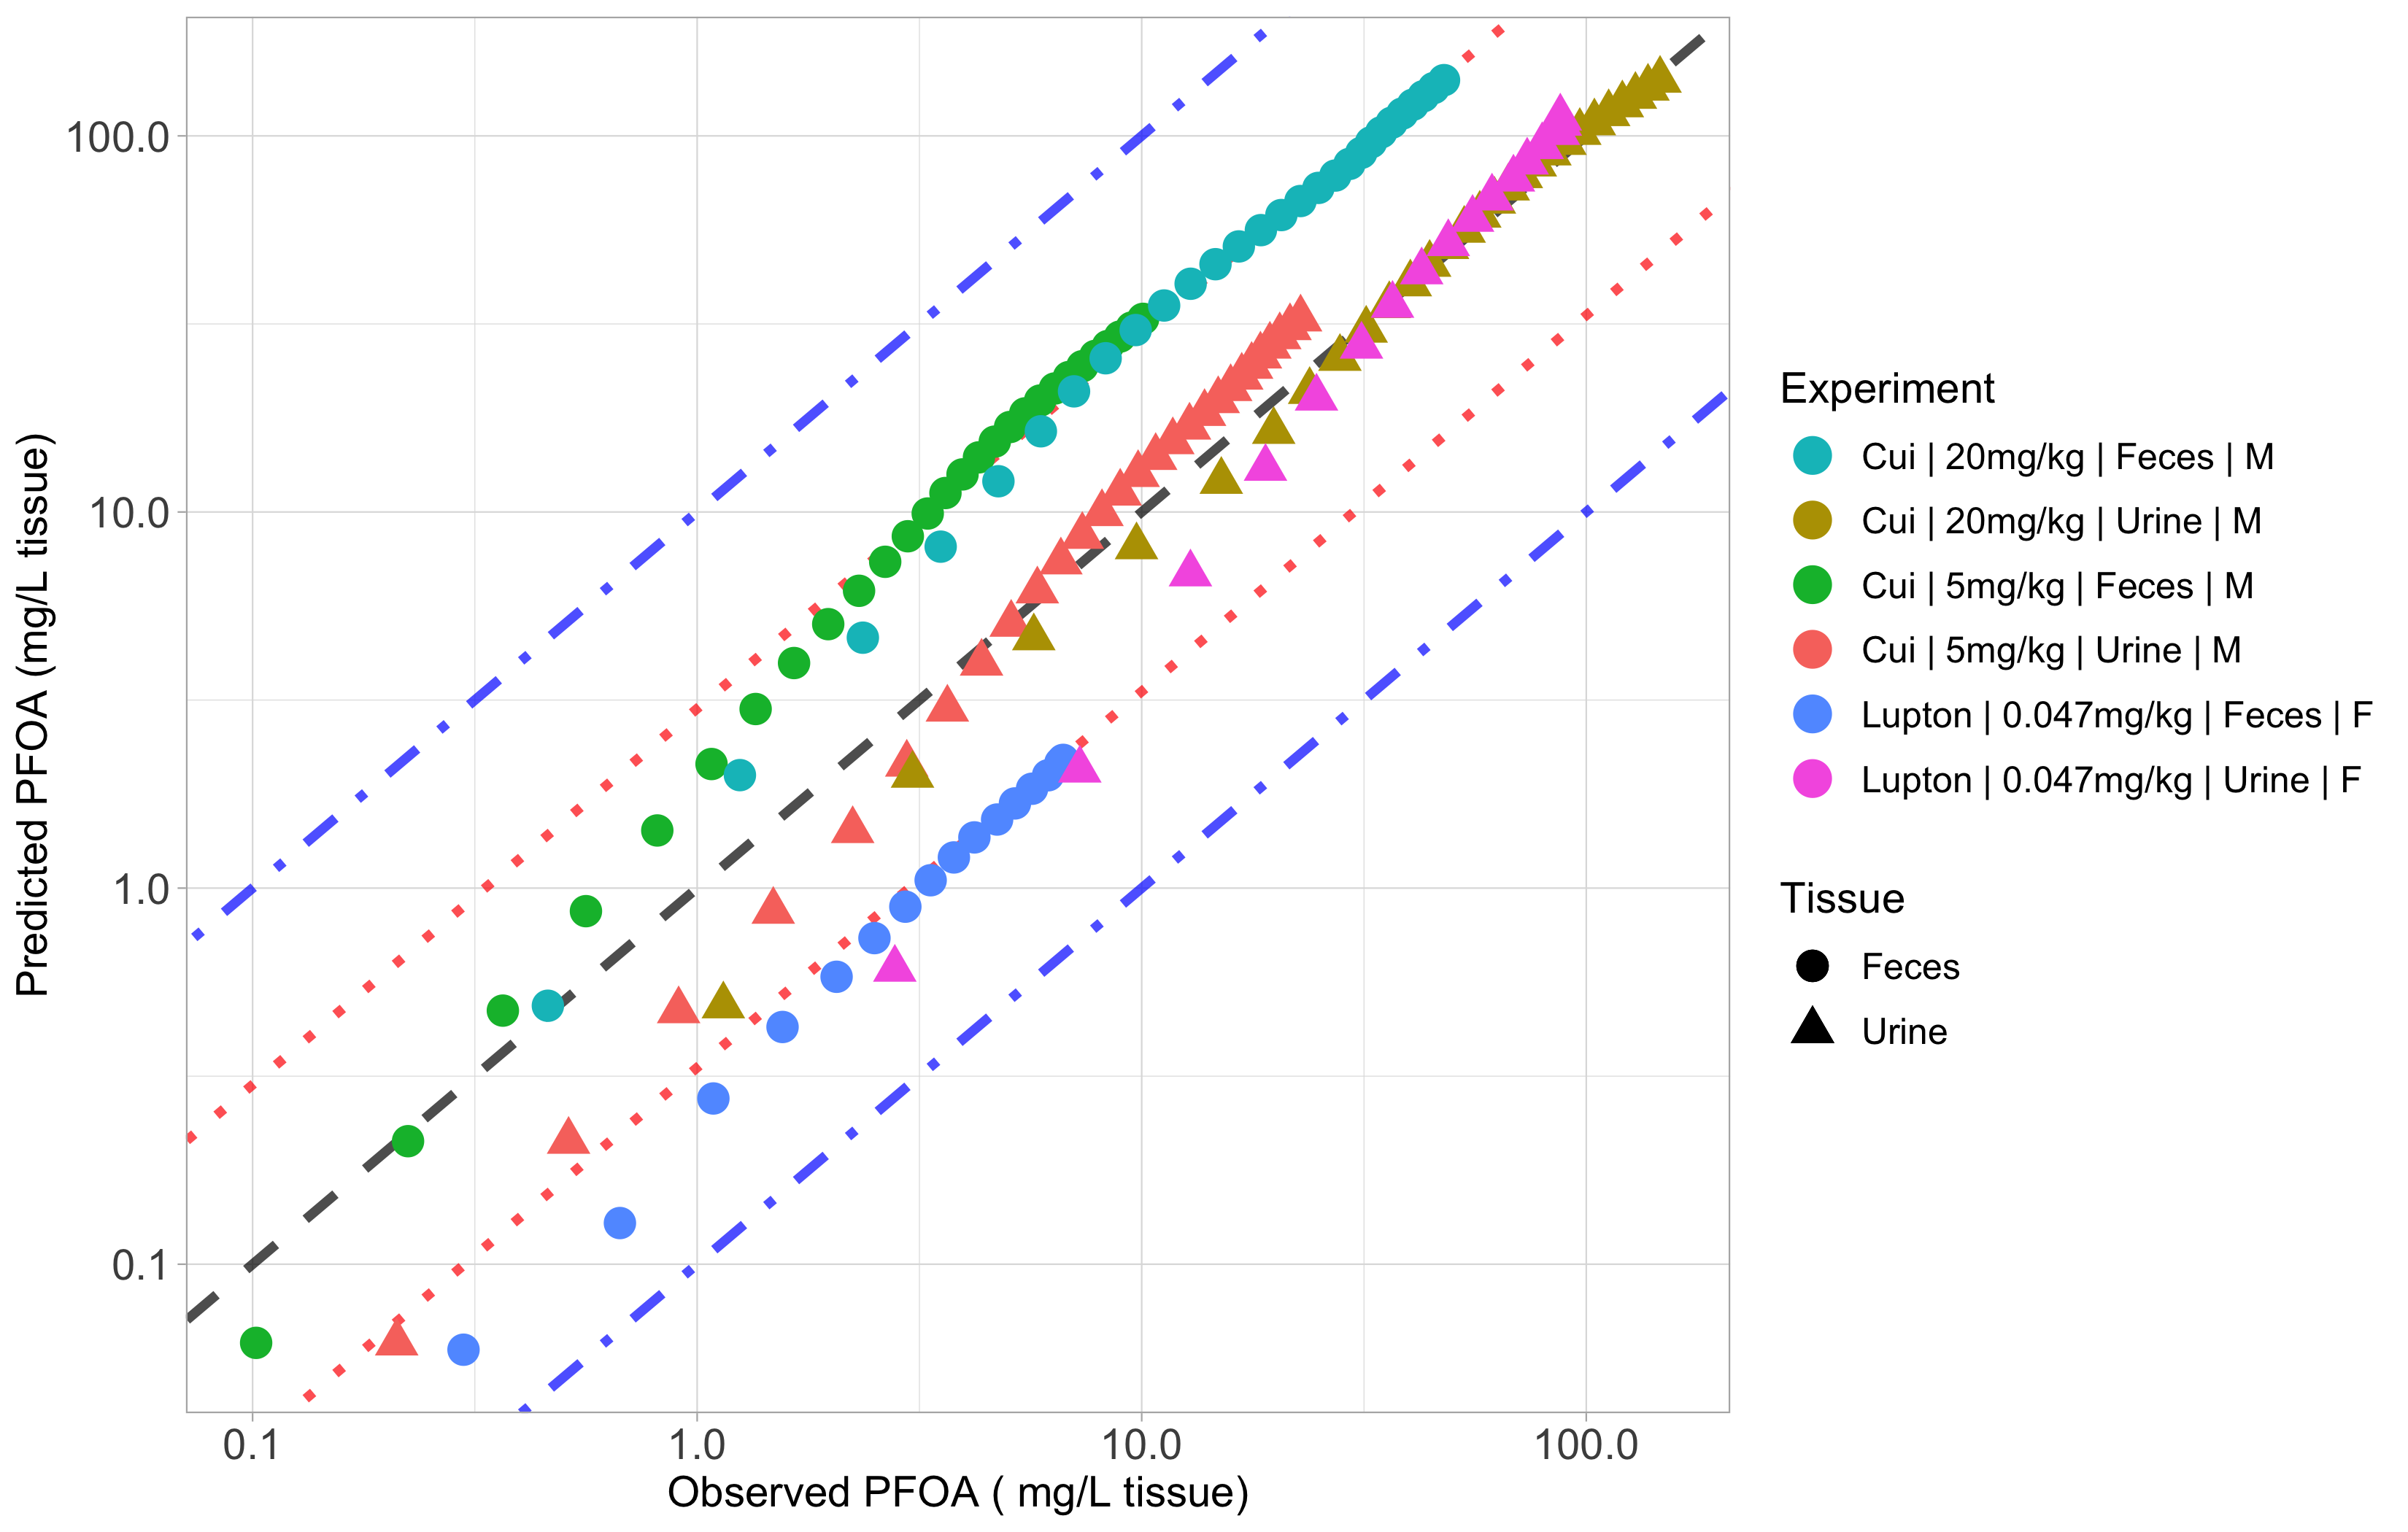 Predicted PFOA (mg/L tissue)
100.0
10.0
1.0
0.1
0.1
1.0
10.0
100.0
Observed PFOA ( mg/L tissue)
Experiment
Cui | 20mg/kg | Feces | M
Cui | 20mg/kg | Urine | M
Cui | 5mg/kg | Feces | M
Cui | 5mg/kg | Urine | M
Lupton | 0.047mg/kg | Feces | F
Lupton | 0.047mg/kg | Urine | F
Tissue
Feces
Urine